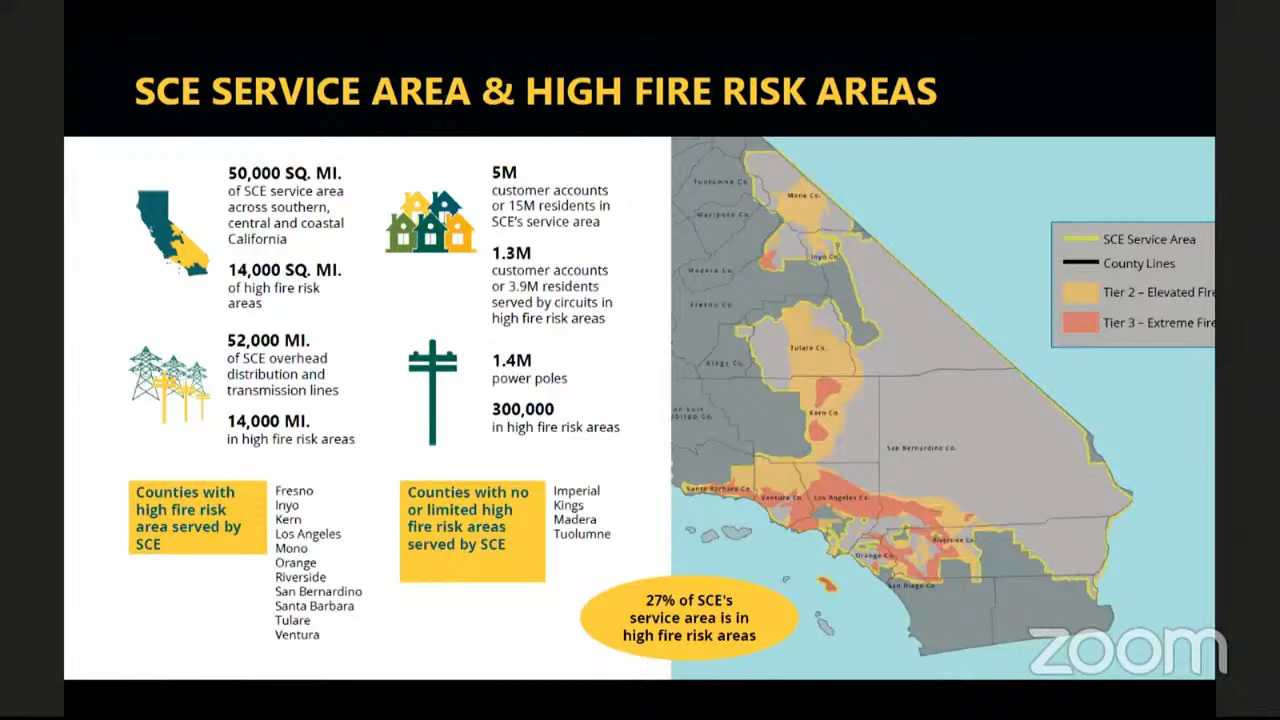 SCE SERVICE AREA & HIGH FIRE RISK AREAS
50,000 SQ. MI.
of SCE service area
across southern,
central and coastal
California
14,000 SQ. MI.
of high fire risk
areas
52,000 MI.
of SCE overhead
distribution and
transmission lines
14,000 MI.
in high fire risk areas
5M
customer accounts
or 15M residents in
SCE's service area
1.3M
customer accounts
or 3.9M residents
served by circuits in
high fire risk areas
1.4M
power poles
300,000
in high fire risk areas
Counties with
high fire risk
area served by
SCE
Fresno
Inyo
Kern
Los Angeles
Mono
Orange
Riverside
San Bernardino
Santa Barbara
Tulare
Ventura
Counties with no
or limited high
fire risk areas
served by SCE
Imperial
Kings
Madera
Tuolumne
27% of SCE's
service area is in
high fire risk areas
Tuolumne Co.
Mono Co.
Mariposa Co.
Inyo Co.
Madera Co.
Fresno Co.
Tulare Co.
Kings Co.
Kern Co.
San Bernardino Co.
Santa Barbara Co.
Ventura Co.
Los Angeles Co.
Riverside Co.
Orange Co.
San Diego Co.
SCE Service Area
County Lines
Tier 2 – Elevated Fire
Tier 3 – Extreme Fire
zoom